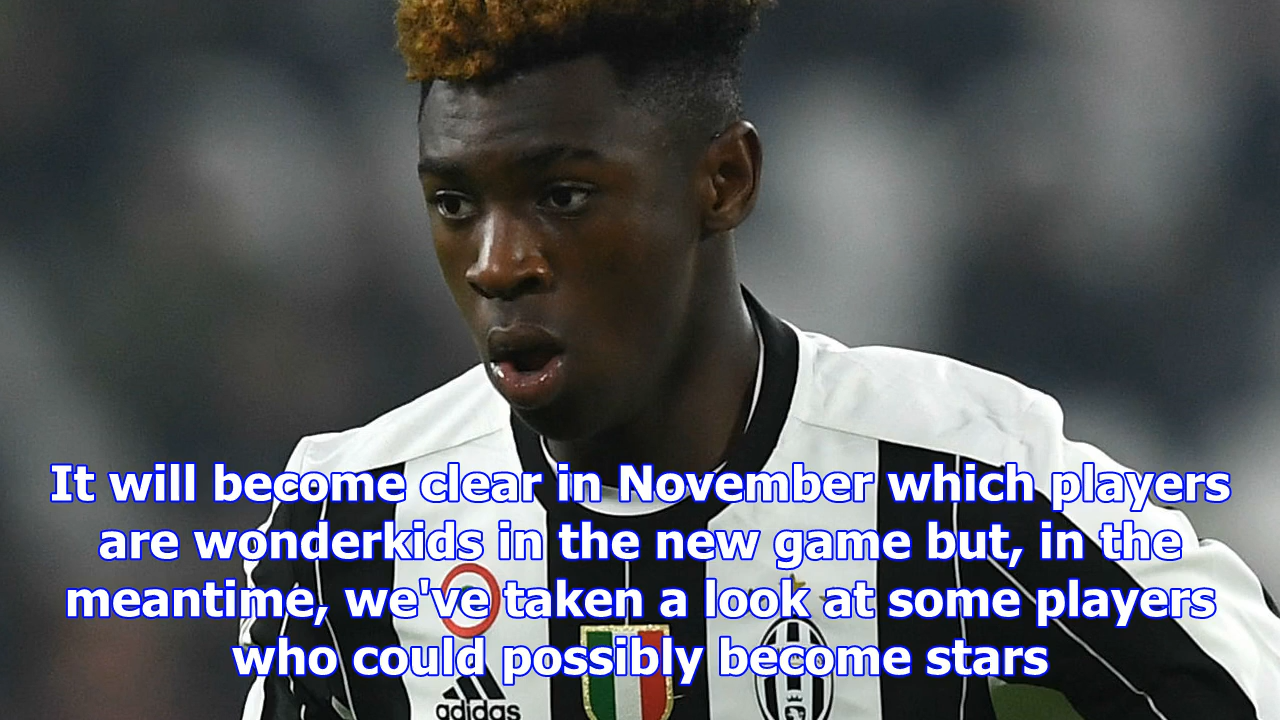 It will become clear in November which players
are wonderkids in the new game but, in the
meantime, we've taken a look at some players
who could possibly become stars
adidas